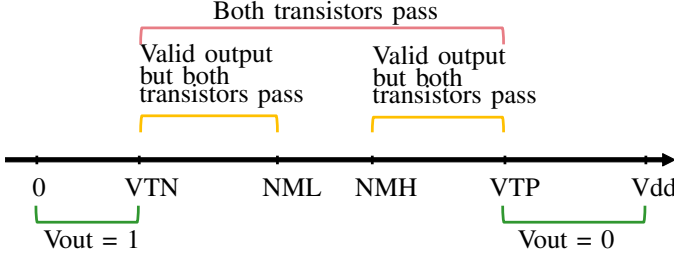 Both transistors pass
Valid output
but both
transistors pass
Valid output
but both
transistors pass
0 VTN NML NMH VTP Vdd
Vout = 1 Vout = 0